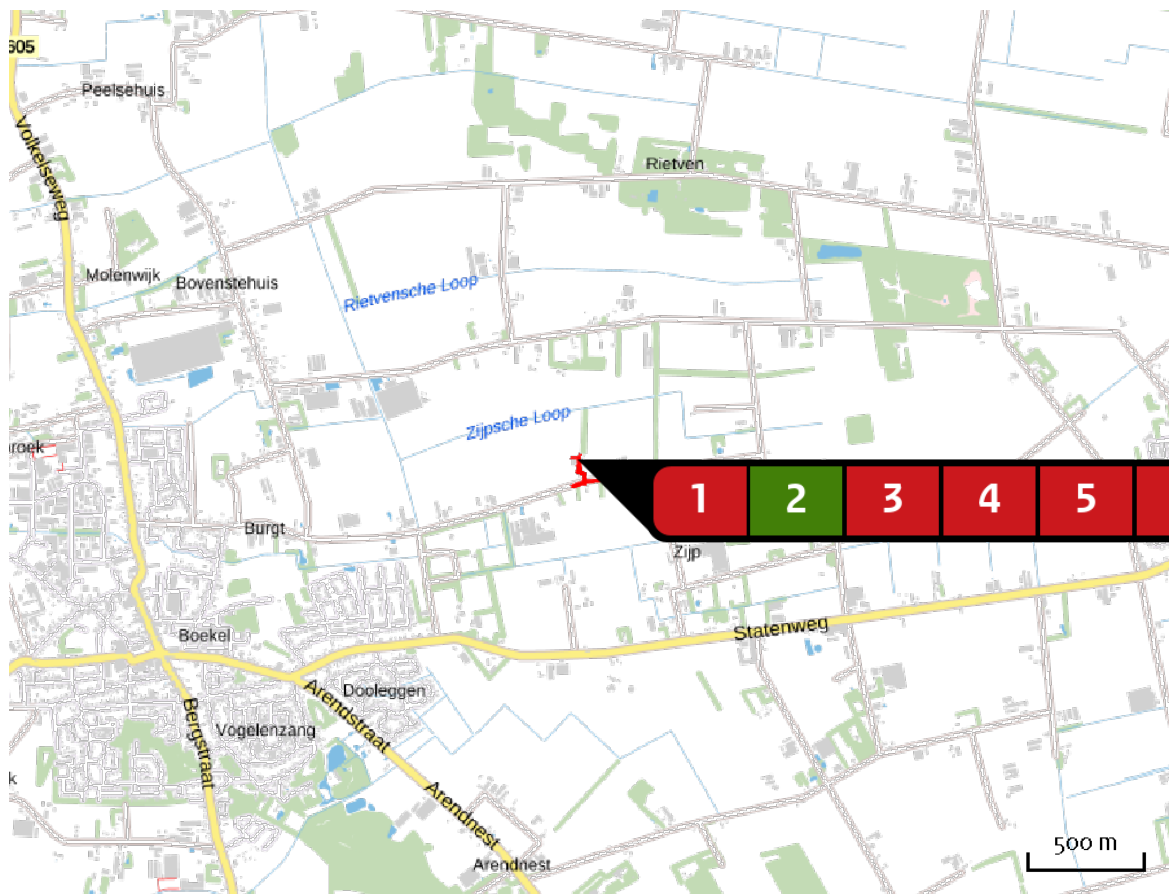 605
Peelsehuis
Volkelseweg
Rietven
Molenwijk
Bovenstehuis
Rietvensche Loop
Zijpsche Loop
roek
1 2 3 4 5
Burgt
Zijp
Boekel
Statenweg
Dooleggen
Arendstraat
Bergstraat
Vogelenzang
k
Arendnest
500 m
Arendnest